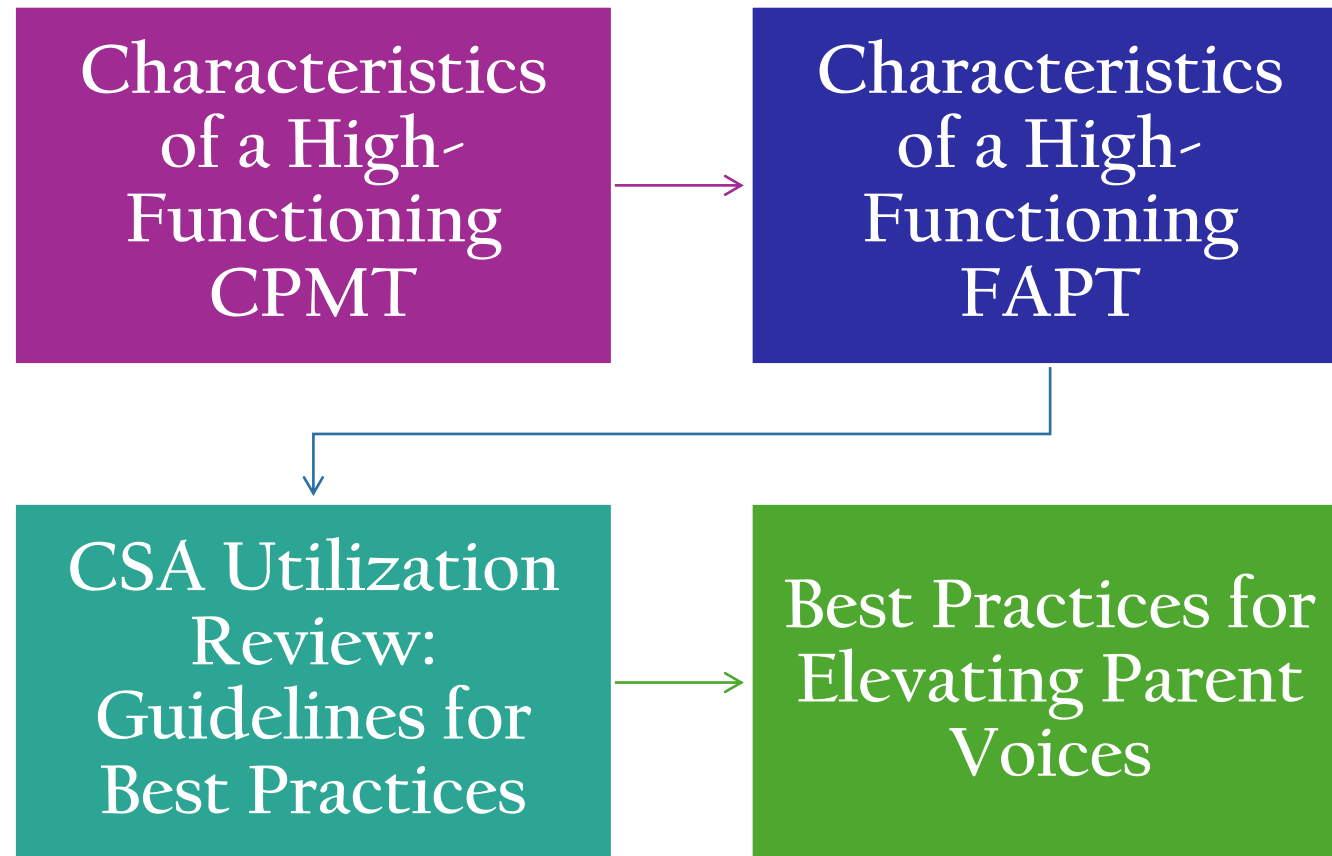 Characteristics
of a High-
Functioning
CPMT
Characteristics
of a High-
Functioning
FAPT
CSA Utilization
Review:
Guidelines for
Best Practices
Best Practices for
Elevating Parent
Voices